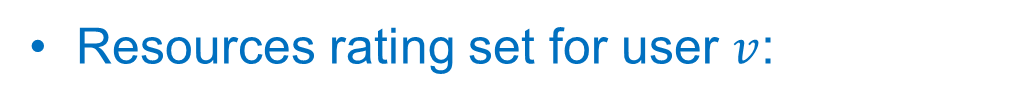 • Resources rating set for user 𝑣: